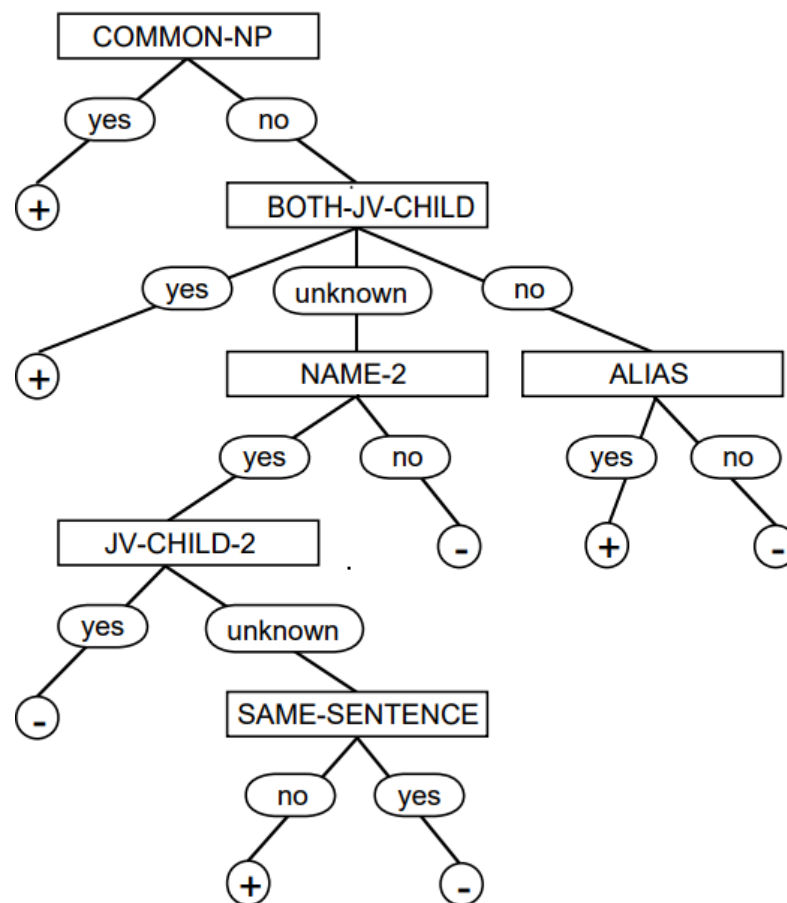 COMMON-NP
yes no
+
BOTH-JV-CHILD
yes unknown no
+
NAME-2 ALIAS
yes no yes no
JV-CHILD-2 - + -
yes unknown
-
SAME-SENTENCE
no yes
+ -